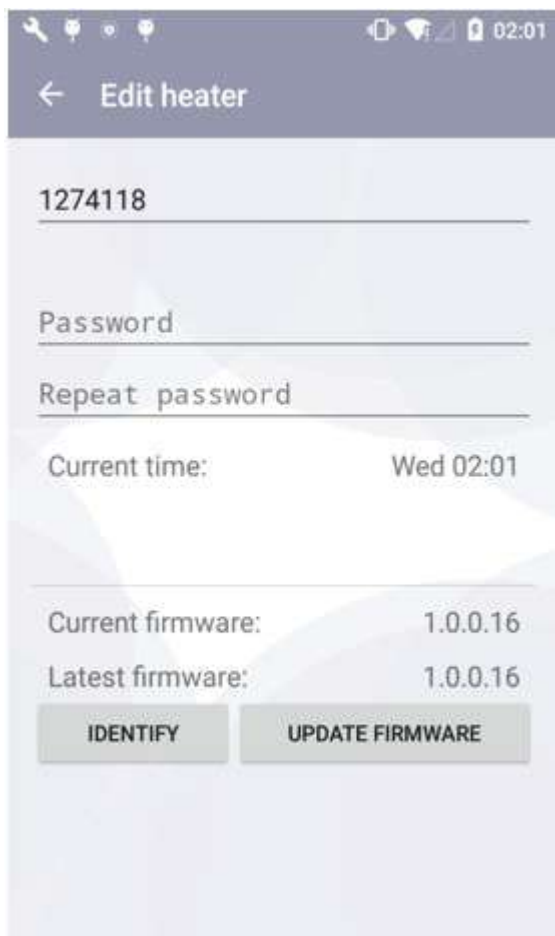 02:01
Edit heater
1274118
Password
Repeat password
Current time: Wed 02:01
Current firmware: 1.0.0.16
Latest firmware: 1.0.0.16
IDENTIFY UPDATE FIRMWARE